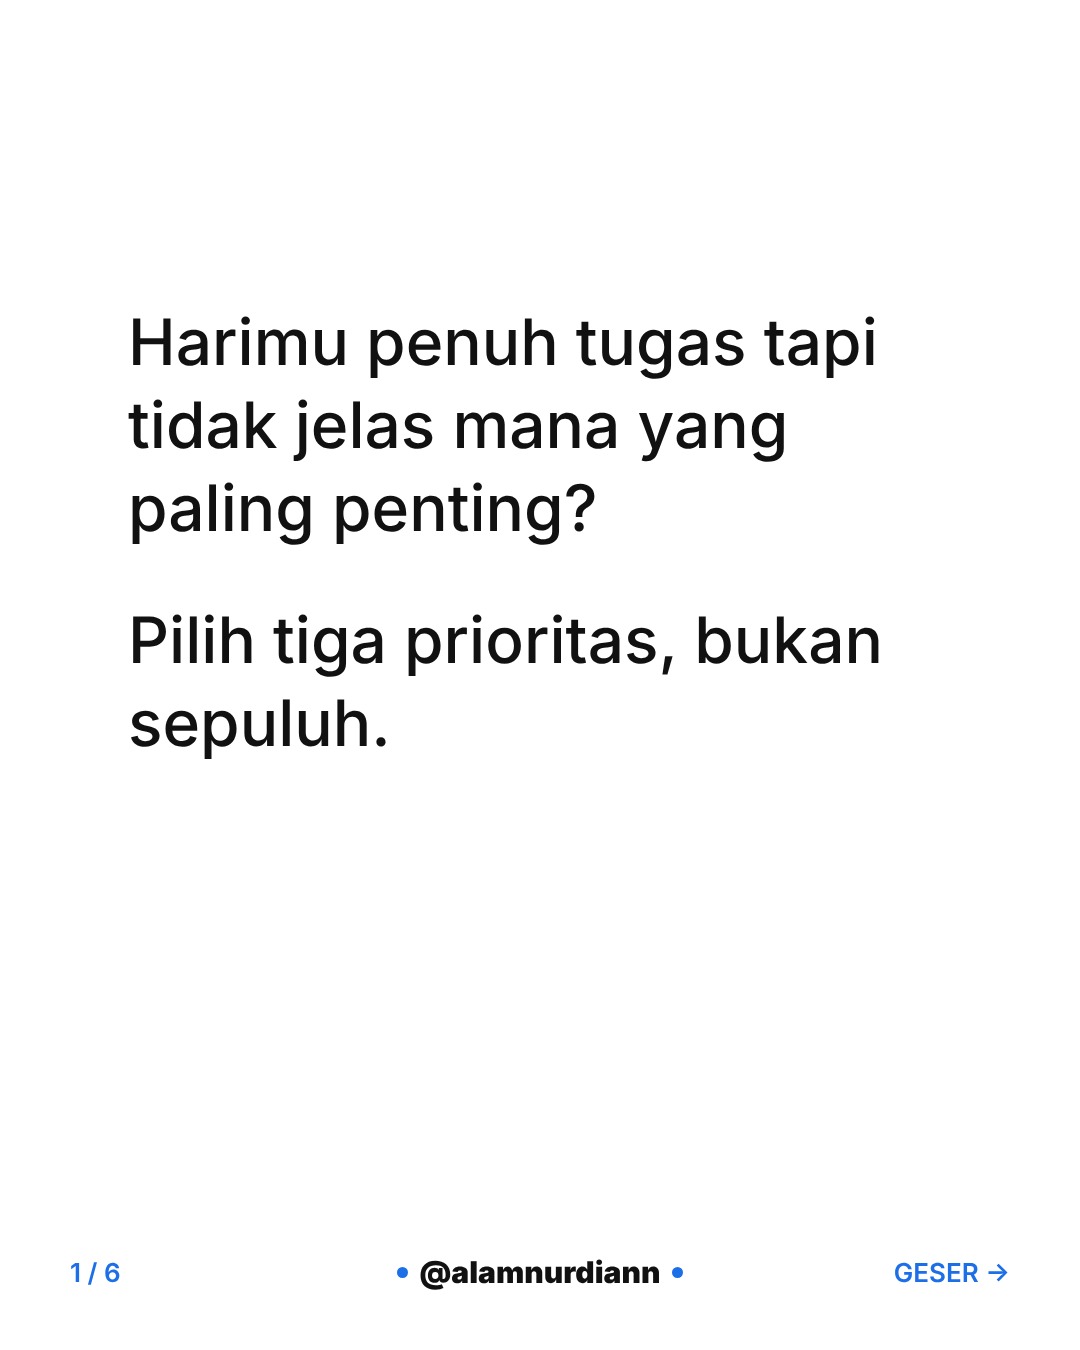 Harimu penuh tugas tapi
tidak jelas mana yang
paling penting?
Pilih tiga prioritas, bukan
sepuluh.
1 / 6
• @alamnurdiann •
GESER →